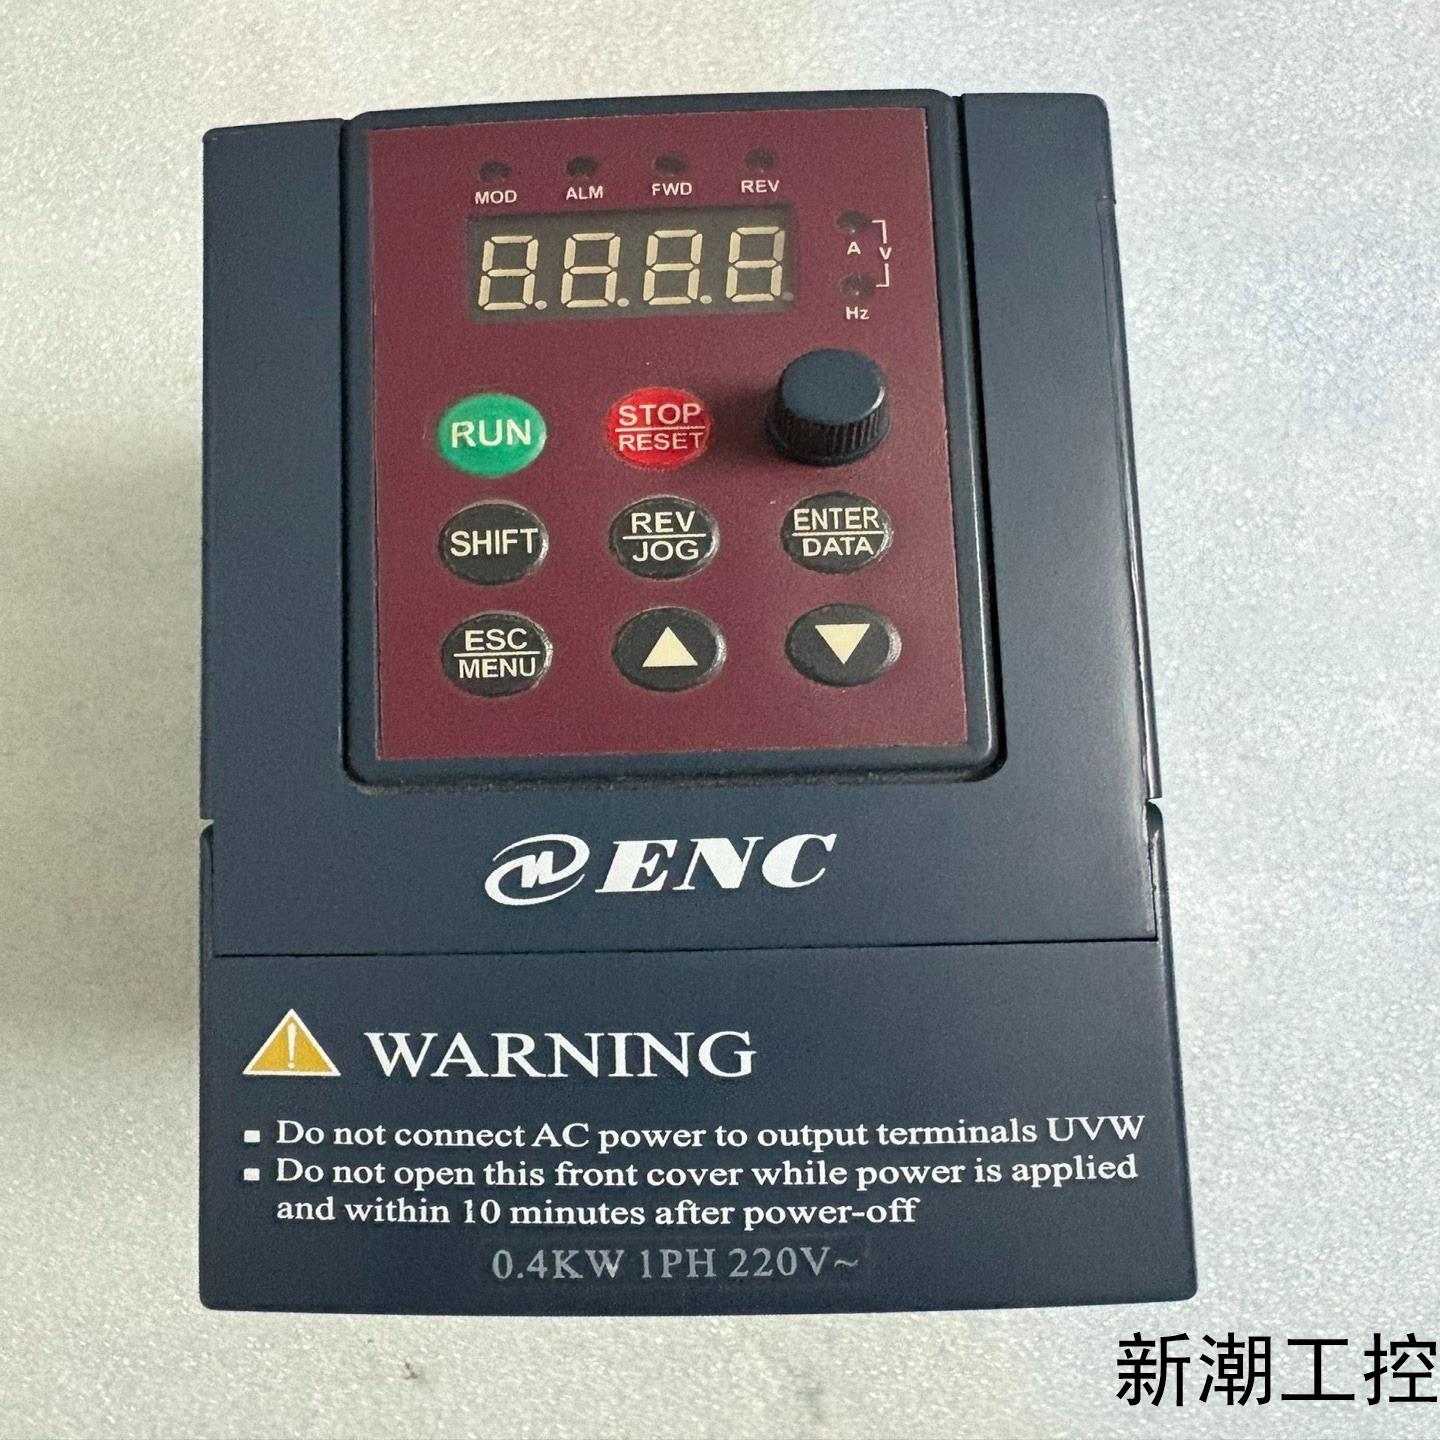 MOD ALM FWD REV
8.8.8.8.
A
V
Hz
RUN
STOP
RESET
SHIFT
REV
JOG
ENTER
DATA
ESC
MENU
ENC
WARNING
Do not connect AC power to output terminals UVW
Do not open this front cover while power is applied
and within 10 minutes after power-off
0.4KW 1PH 220V~
新潮工控